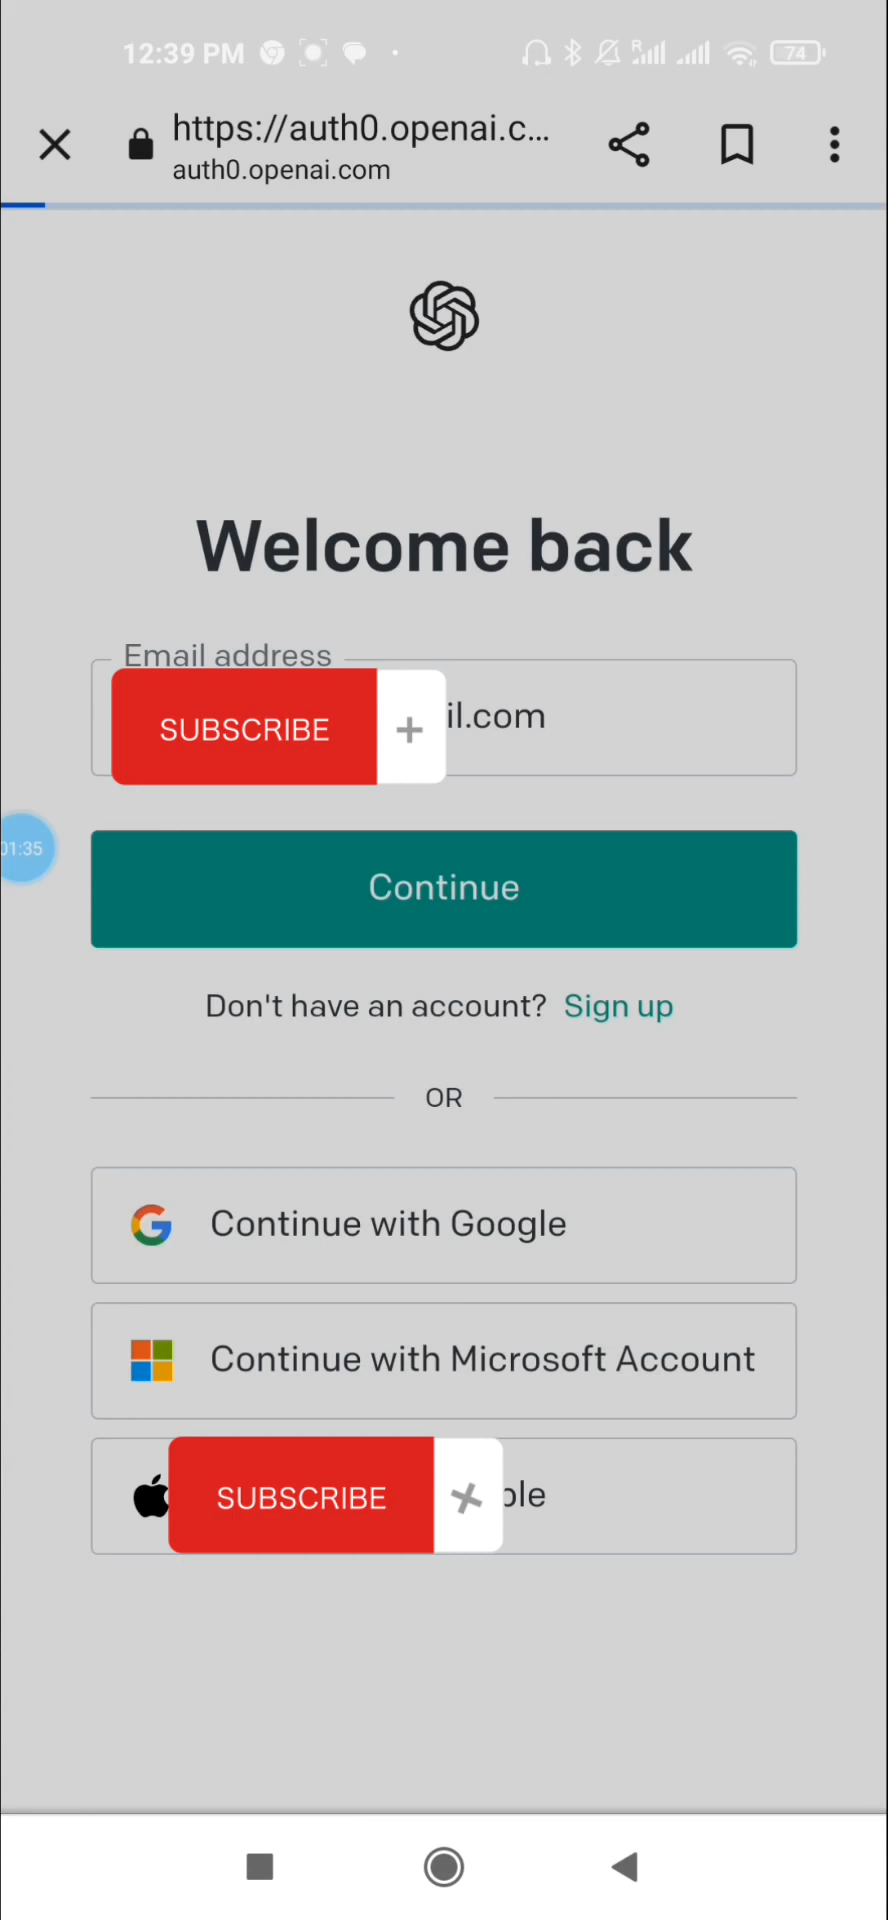 12:39 PM
R
74
https://auth0.openai.c...
auth0.openai.com
Welcome back
Email address
SUBSCRIBE
il.com
01:35
Continue
Don't have an account? Sign up
OR
Continue with Google
Continue with Microsoft Account
SUBSCRIBE
ple